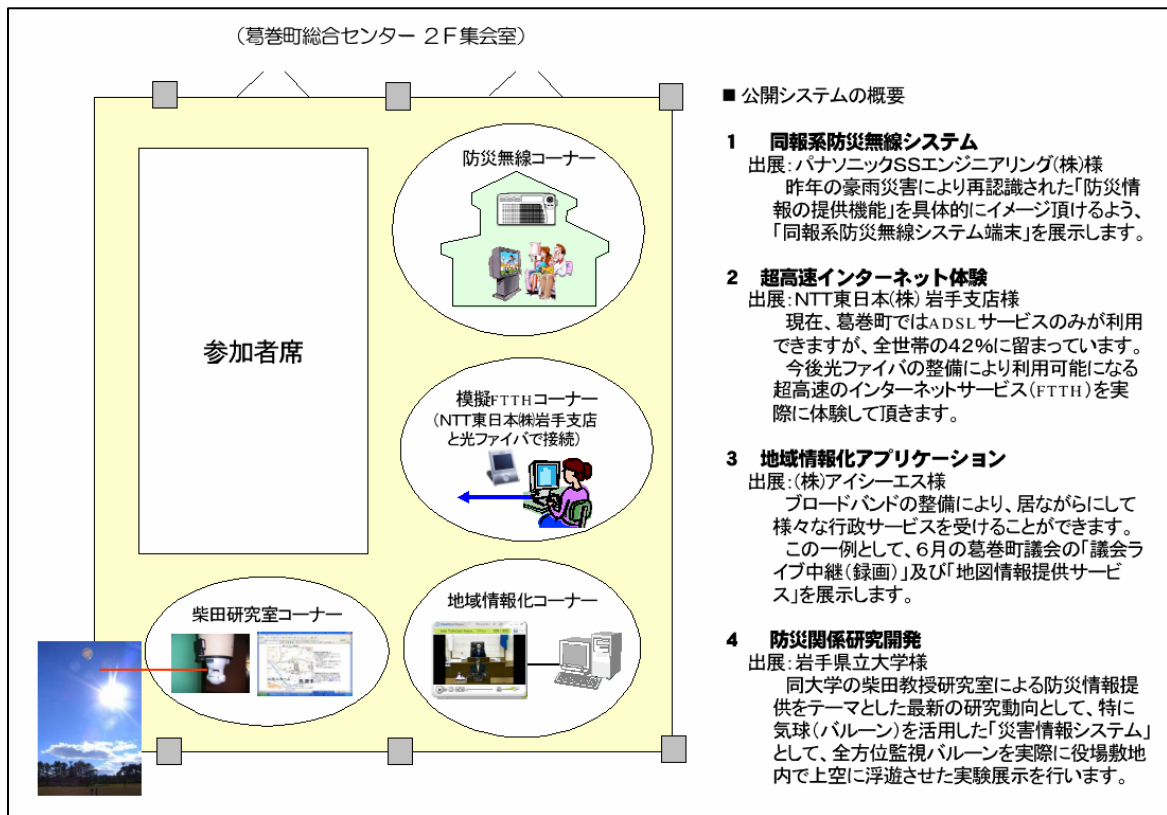 (葛巻町総合センター 2F集会室)
防災無線コーナー
参加者席
模擬FTTHコーナー
(NTT東日本㈱岩手支店
と光ファイバで接続)
柴田研究室コーナー
地域情報化コーナー
■ 公開システムの概要
1 同報系防災無線システム
出展:パナソニックSSエンジニアリング(株)様
昨年の豪雨災害により再認識された「防災情
報の提供機能」を具体的にイメージ頂けるよう、
「同報系防災無線システム端末」を展示します。
2 超高速インターネット体験
出展:NTT東日本(株) 岩手支店様
現在、葛巻町ではADSLサービスのみが利用
できますが、全世帯の42%に留まっています。
今後光ファイバの整備により利用可能になる
超高速のインターネットサービス(FTTH)を実
際に体験して頂きます。
3 地域情報化アプリケーション
出展:(株)アイシーエス様
ブロードバンドの整備により、居ながらにして
様々な行政サービスを受けることができます。
この一例として、6月の葛巻町議会の「議会ラ
イブ中継(録画)」及び「地図情報提供サービ
ス」を展示します。
4 防災関係研究開発
出展:岩手県立大学様
同大学の柴田教授研究室による防災情報提
供をテーマとした最新の研究動向として、特に
気球(バルーン)を活用した「災害情報システム」
として、全方位監視バルーンを実際に役場敷地
内で上空に浮遊させた実験展示を行います。